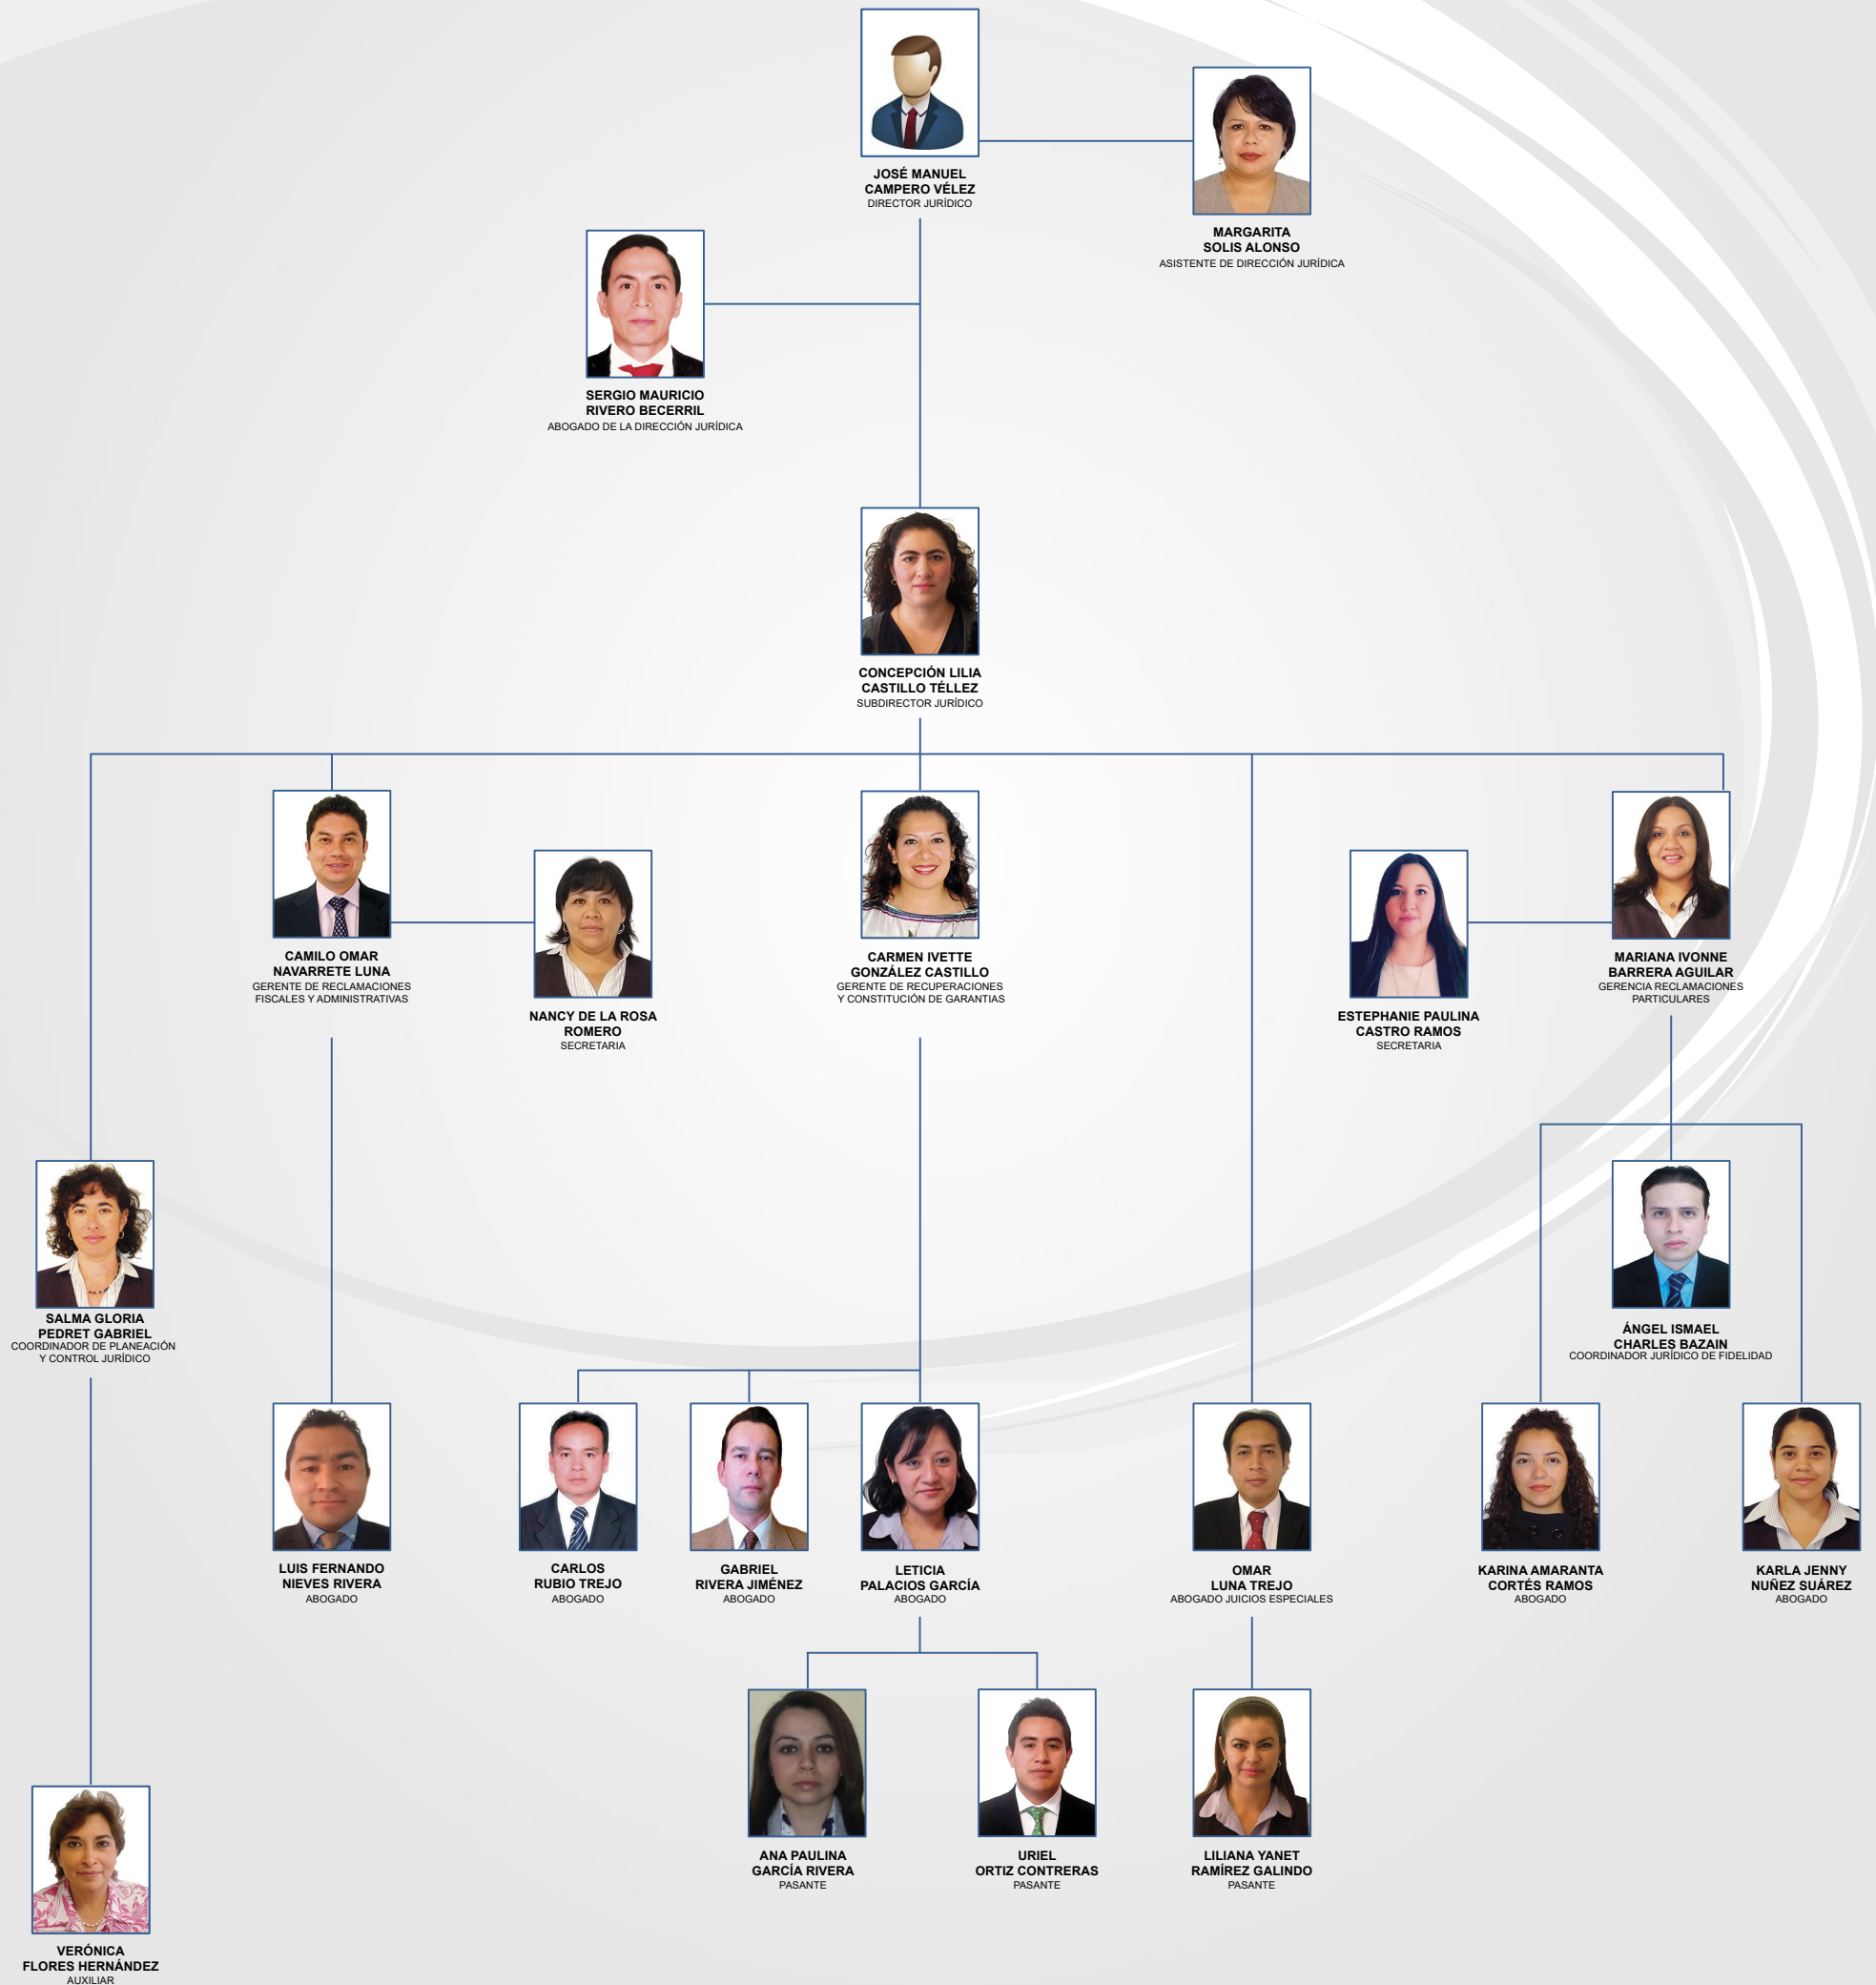 JOSÉ MANUEL
CAMPERO VÉLEZ
DIRECTOR JURÍDICO
MARGARITA
SOLIS ALONSO
ASISTENTE DE DIRECCIÓN JURÍDICA
SERGIO MAURICIO
RIVERO BECERRIL
ABOGADO DE LA DIRECCIÓN JURÍDICA
CONCEPCIÓN LILIA
CASTILLO TÉLLEZ
SUBDIRECTOR JURÍDICO
CAMILO OMAR
NAVARRETE LUNA
GERENTE DE RECLAMACIONES
FISCALES Y ADMINISTRATIVAS
NANCY DE LA ROSA
ROMERO
SECRETARIA
CARMEN IVETTE
GONZÁLEZ CASTILLO
GERENTE DE RECUPERACIONES
Y CONSTITUCIÓN DE GARANTIAS
ESTEPHANIE PAULINA
CASTRO RAMOS
SECRETARIA
MARIANA IVONNE
BARRERA AGUILAR
GERENCIA RECLAMACIONES
PARTICULARES
SALMA GLORIA
PEDRET GABRIEL
COORDINADOR DE PLANEACIÓN
Y CONTROL JURÍDICO
ÁNGEL ISMAEL
CHARLES BAZAIN
COORDINADOR JURÍDICO DE FIDELIDAD
LUIS FERNANDO
NIEVES RIVERA
ABOGADO
CARLOS
RUBIO TREJO
ABOGADO
GABRIEL
RIVERA JIMÉNEZ
ABOGADO
LETICIA
PALACIOS GARCÍA
ABOGADO
OMAR
LUNA TREJO
ABOGADO JUICIOS ESPECIALES
KARINA AMARANTA
CORTÉS RAMOS
ABOGADO
KARLA JENNY
NUÑEZ SUÁREZ
ABOGADO
ANA PAULINA
GARCÍA RIVERA
PASANTE
URIEL
ORTIZ CONTRERAS
PASANTE
LILIANA YANET
RAMÍREZ GALINDO
PASANTE
VERÓNICA
FLORES HERNÁNDEZ
AUXILIAR